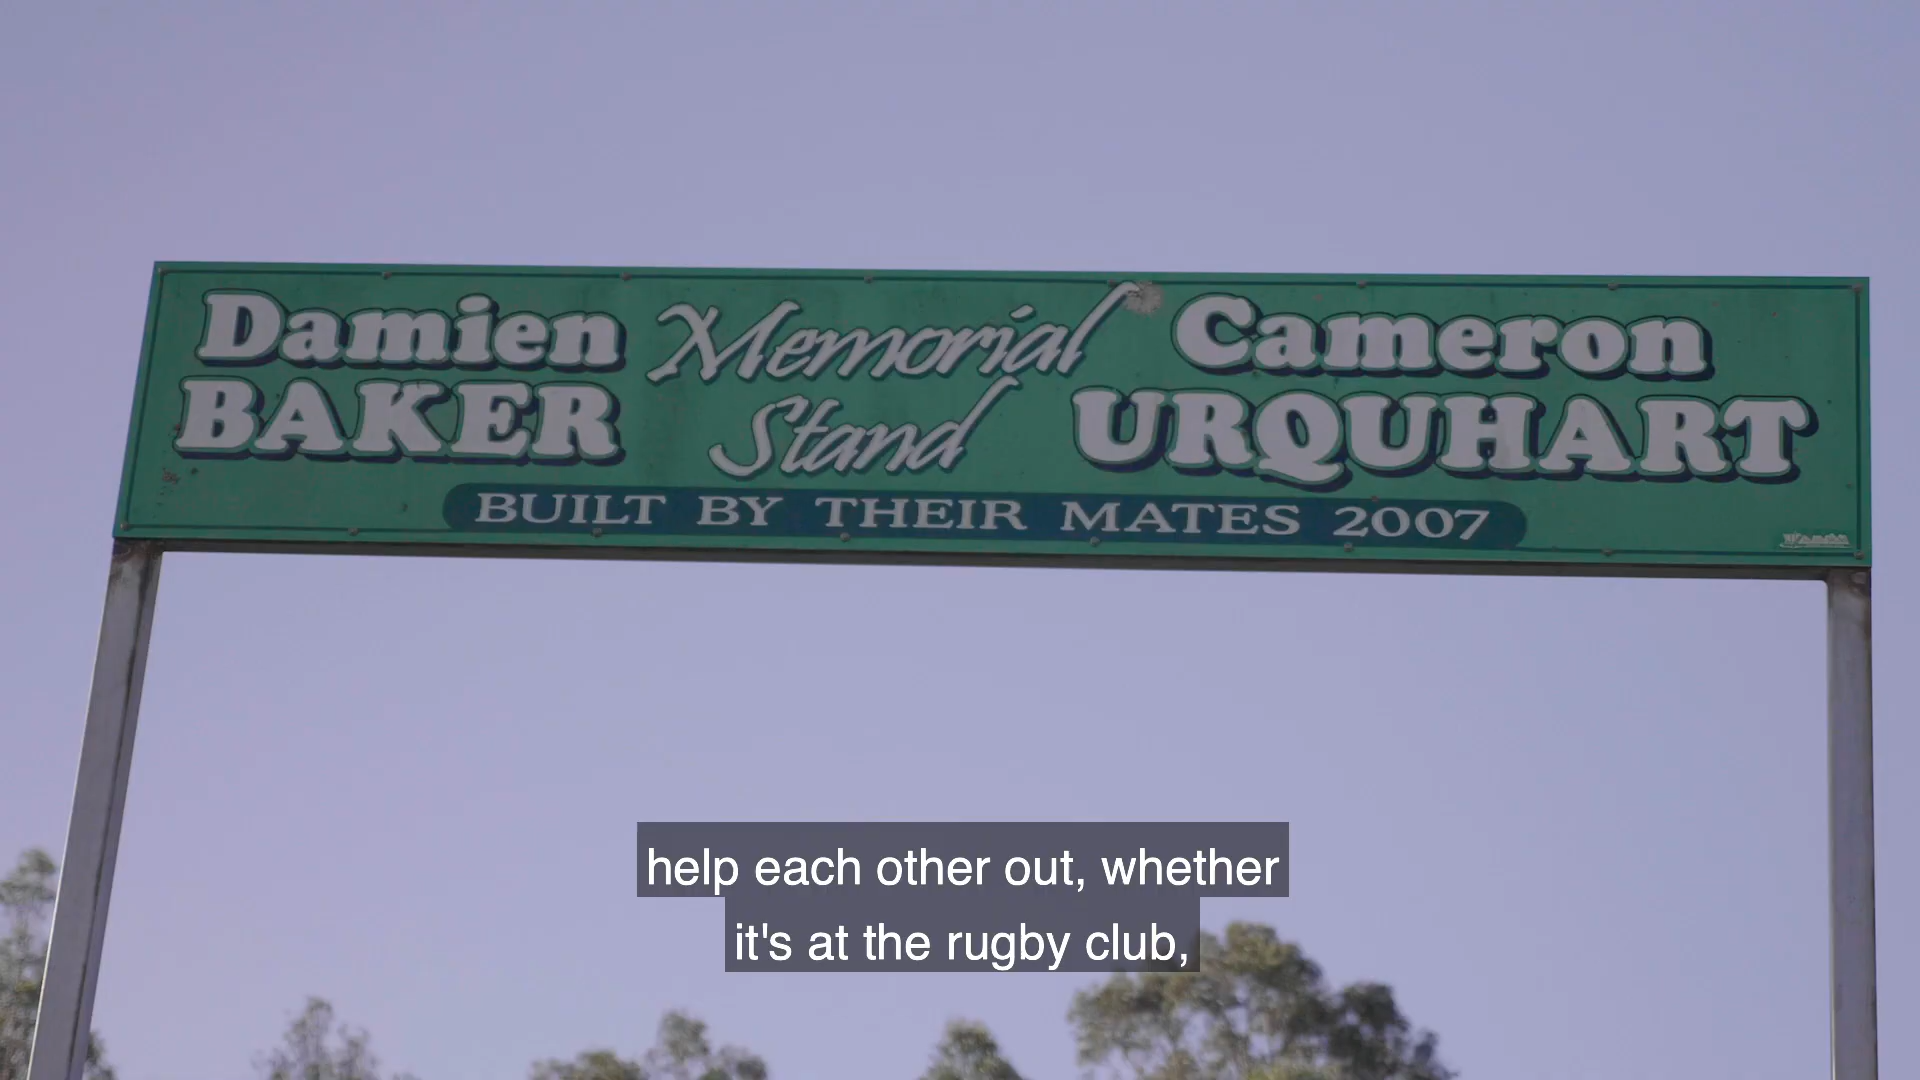 Damien Memorial Cameron
BAKER Stand URQUHART
BUILT BY THEIR MATES 2007
help each other out, whether
it's at the rugby club,